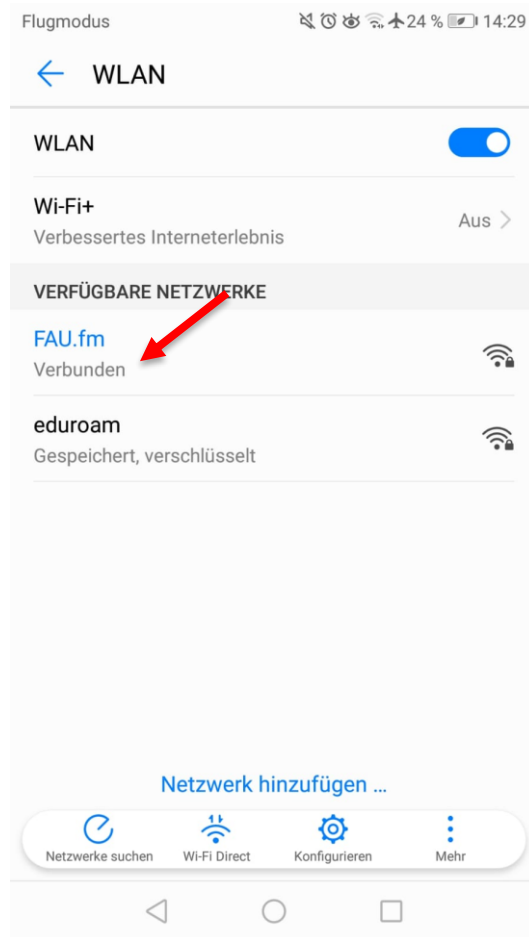 Flugmodus 24 % 14:29
WLAN
WLAN
Wi-Fi+
Verbessertes Interneterlebnis
Aus
VERFÜGBARE NETZWERKE
FAU.fm
Verbunden
eduroam
Gespeichert, verschlüsselt
Netzwerk hinzufügen ...
Netzwerke suchen Wi-Fi Direct Konfigurieren Mehr